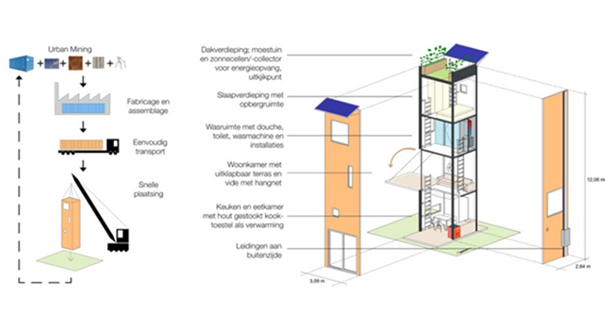 Urban Mining
Fabricage en
assemblage
Eenvoudig
transport
Snelle
plaatsing
Dakverdieping; moestuin
en zonnecellen/-collector
voor energieopvang,
uitkijkpunt
Slaapverdieping met
opbergruimte
Wasruimte met douche,
toilet, wasmachine en
installaties
Woonkamer met
uitklapbaar terras en
vide met hangnet
Keuken en eetkamer
met hout gestookt kook-
toestel als verwarming
Leidingen aan
buitenzijde
3,09 m
2,64 m
12,06 m